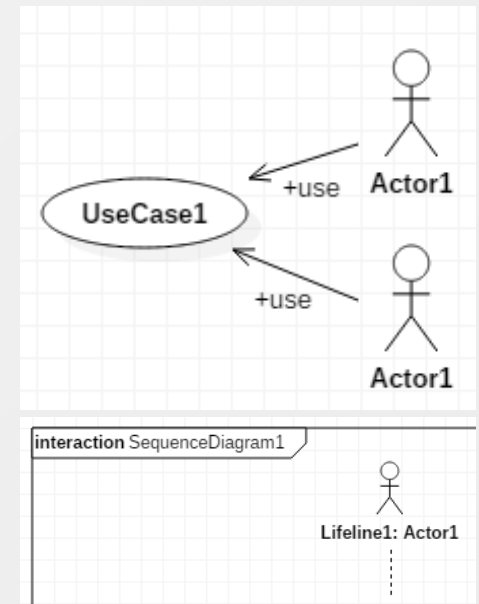 +use
Actor1
UseCase1
+use
Actor1
interaction SequenceDiagram1
Lifeline1: Actor1